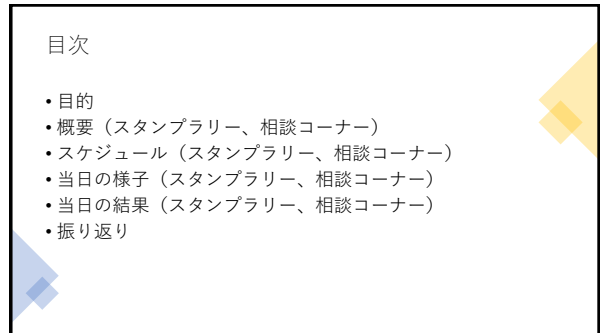 目次
• 目的
• 概要（スタンプラリー、相談コーナー）
• スケジュール（スタンプラリー、相談コーナー）
• 当日の様子（スタンプラリー、相談コーナー）
• 当日の結果（スタンプラリー、相談コーナー）
• 振り返り